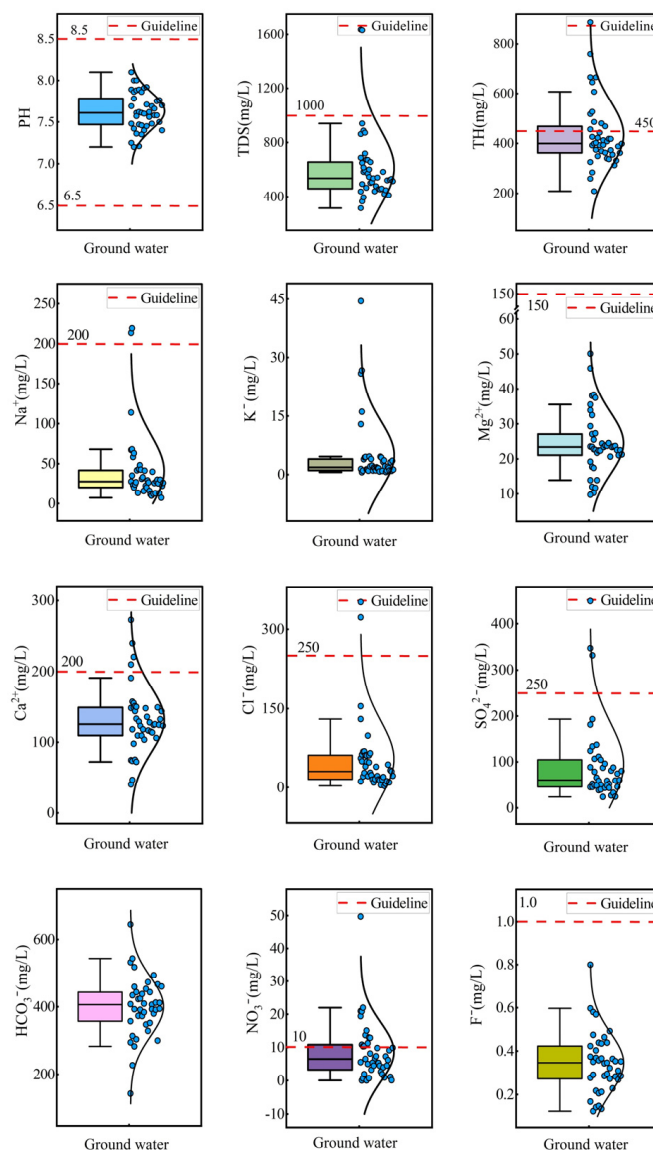 Guideline
8.5
8.5
8.0
7.5
7.0
6.5
6.5
PH
Ground water
Guideline
1600
1200
1000
800
400
TDS(mg/L)
Ground water
Guideline
800
600
450
400
200
TH(mg/L)
Ground water
Guideline
250
200
200
150
100
50
0
Na⁺(mg/L)
Ground water
45
30
15
0
K⁻(mg/L)
Ground water
150
150
Guideline
60
50
40
30
20
10
Mg²⁺(mg/L)
Ground water
Guideline
300
200
200
100
0
Ca²⁺(mg/L)
Ground water
Guideline
300
250
150
0
Cl⁻(mg/L)
Ground water
Guideline
400
300
250
200
100
0
SO₄²⁻(mg/L)
Ground water
600
400
200
HCO₃⁻(mg/L)
Ground water
Guideline
50
40
30
20
10
10
0
-10
NO₃⁻(mg/L)
Ground water
Guideline
1.0
1.0
0.8
0.6
0.4
0.2
F⁻(mg/L)
Ground water